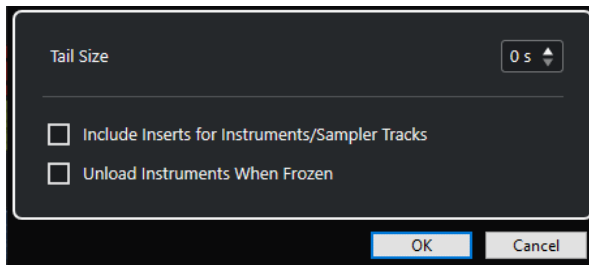 Tail Size
0 s
Include Inserts for Instruments/Sampler Tracks
Unload Instruments When Frozen
OK
Cancel